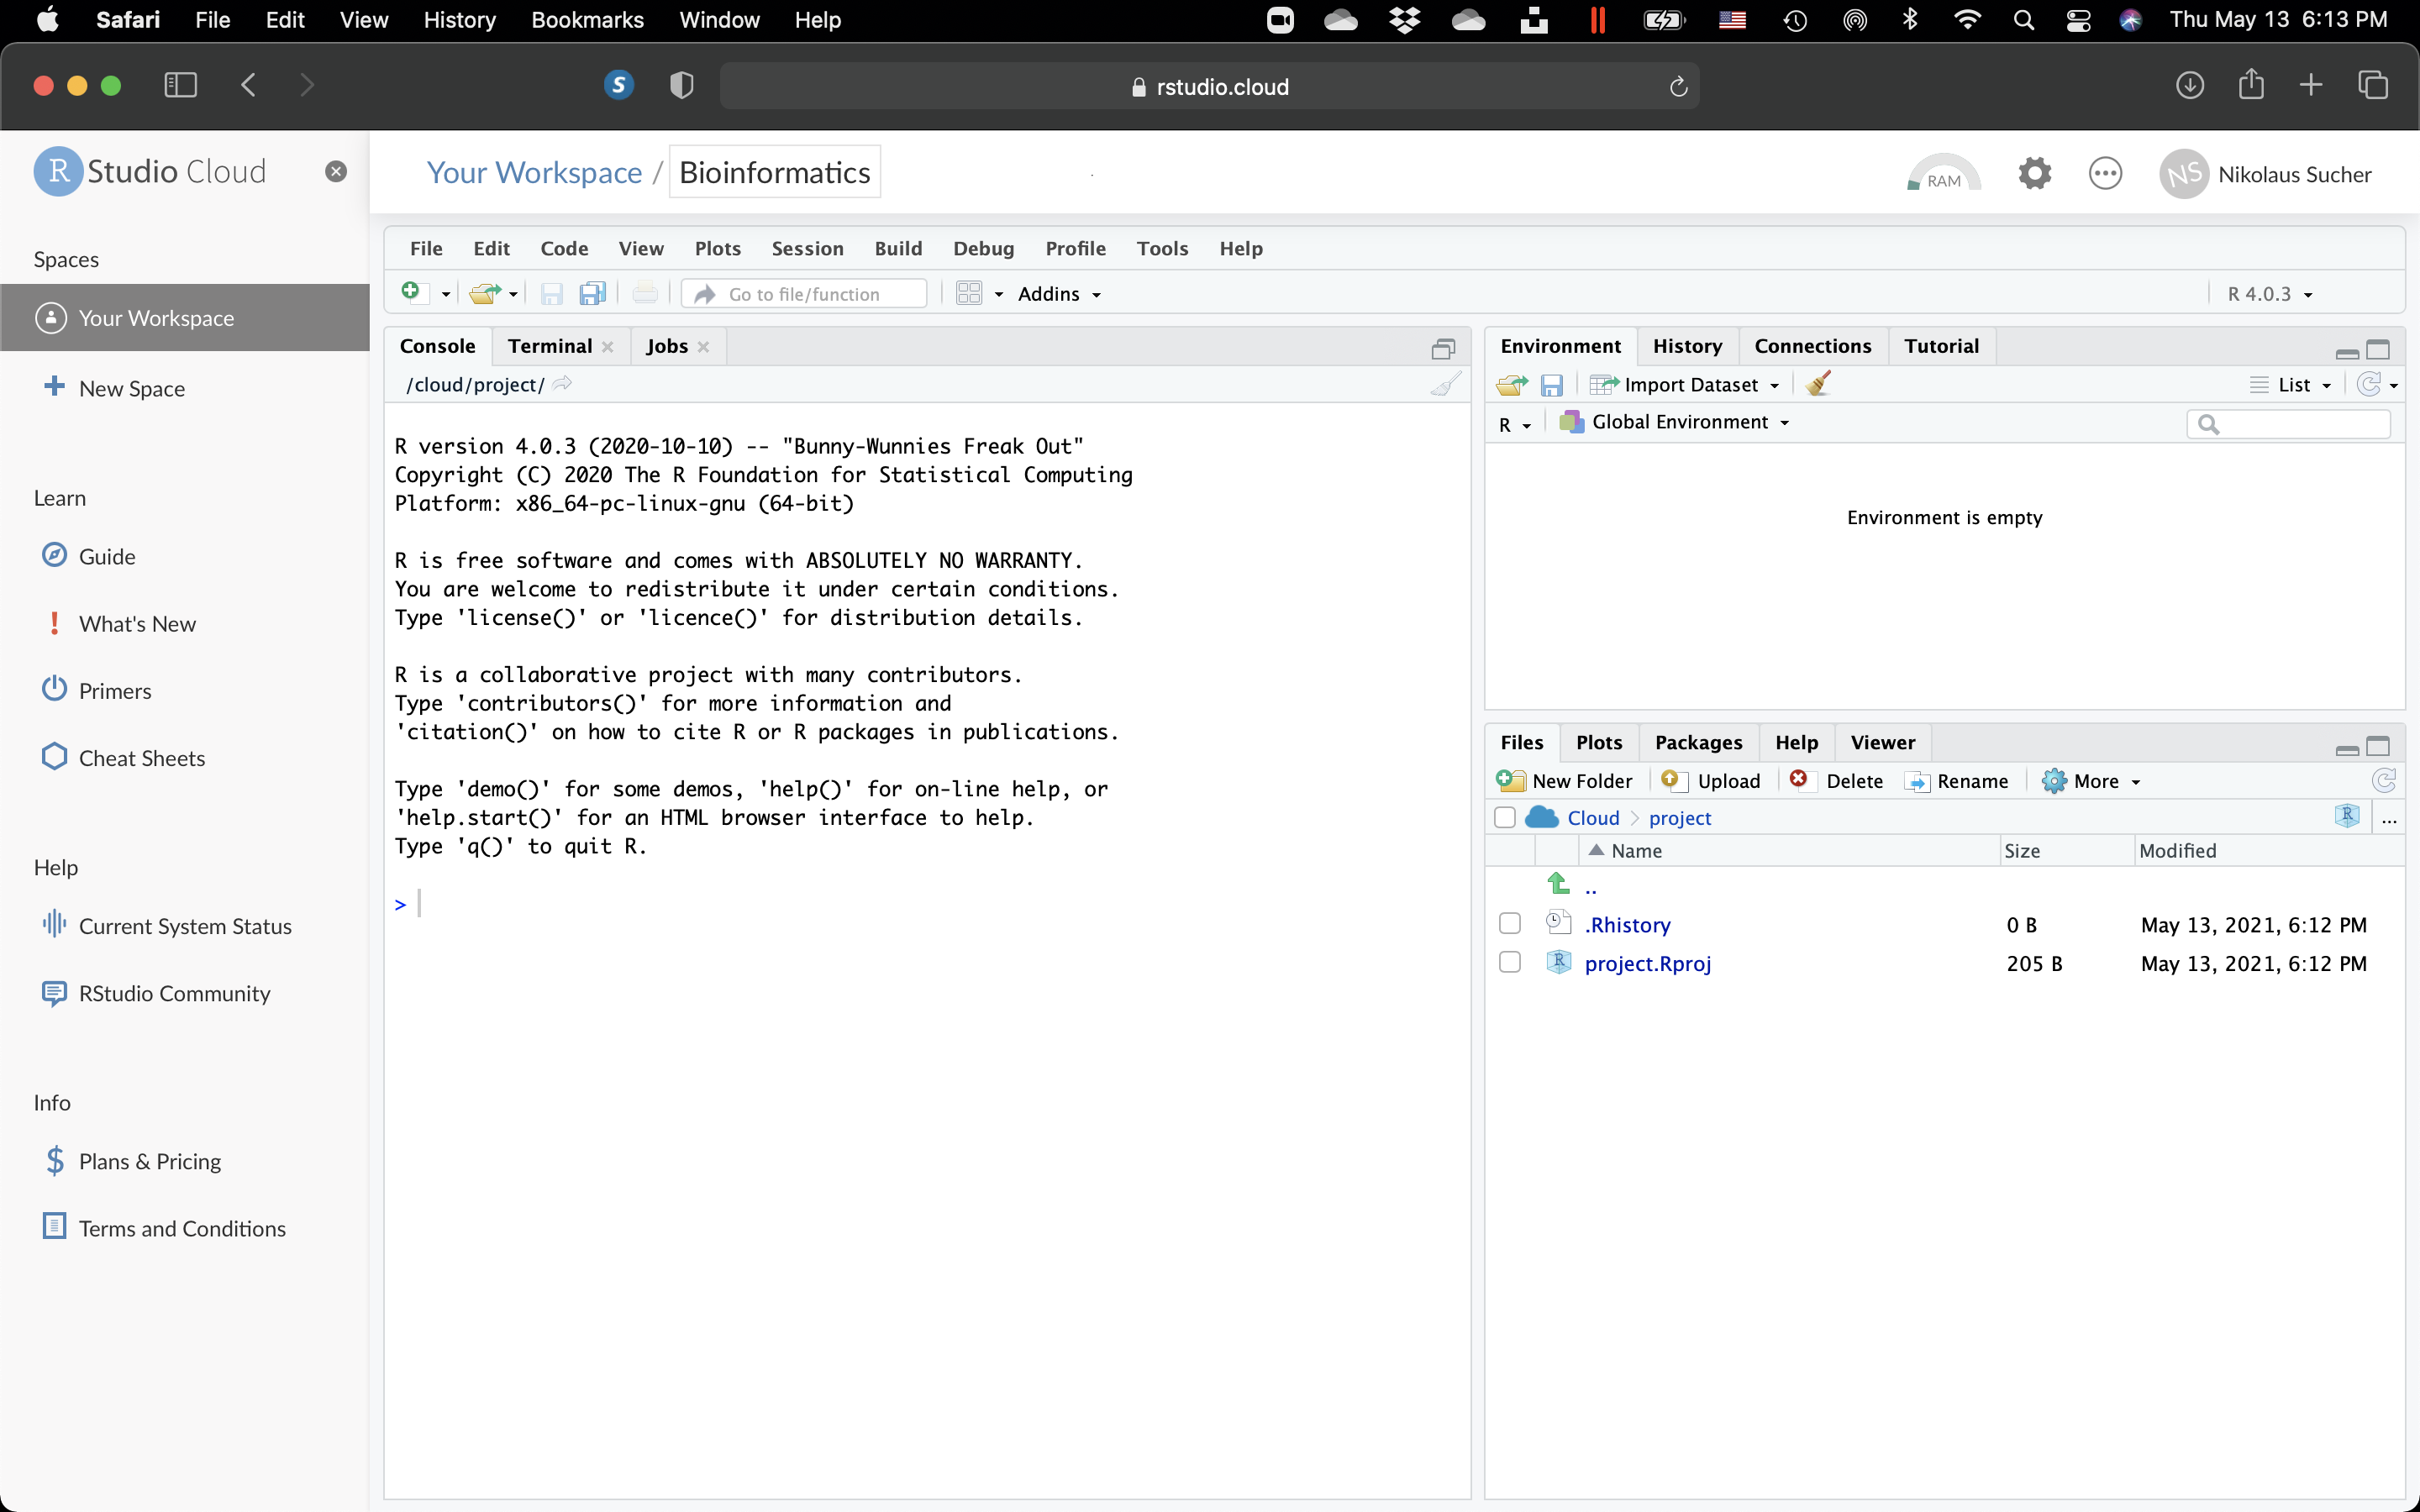 Safari File Edit View History Bookmarks Window Help Thu May 13 6:13 PM
S rstudio.cloud
R Studio Cloud
Your Workspace / Bioinformatics
RAM NS Nikolaus Sucher
Spaces
Your Workspace
New Space
Learn
Guide
What's New
Primers
Cheat Sheets
Help
Current System Status
RStudio Community
Info
$ Plans & Pricing
Terms and Conditions
File Edit Code View Plots Session Build Debug Profile Tools Help
Go to file/function Addins R 4.0.3
Console Terminal Jobs
/cloud/project/
R version 4.0.3 (2020-10-10) -- "Bunny-Wunnies Freak Out"
Copyright (C) 2020 The R Foundation for Statistical Computing
Platform: x86_64-pc-linux-gnu (64-bit)
R is free software and comes with ABSOLUTELY NO WARRANTY.
You are welcome to redistribute it under certain conditions.
Type 'license()' or 'licence()' for distribution details.
R is a collaborative project with many contributors.
Type 'contributors()' for more information and
'citation()' on how to cite R or R packages in publications.
Type 'demo()' for some demos, 'help()' for on-line help, or
'help.start()' for an HTML browser interface to help.
Type 'q()' to quit R.
>
Environment History Connections Tutorial
Import Dataset List
R Global Environment
Environment is empty
Files Plots Packages Help Viewer
New Folder Upload Delete Rename More
Cloud > project R ...
Name Size Modified
..
.Rhistory 0 B May 13, 2021, 6:12 PM
R project.Rproj 205 B May 13, 2021, 6:12 PM